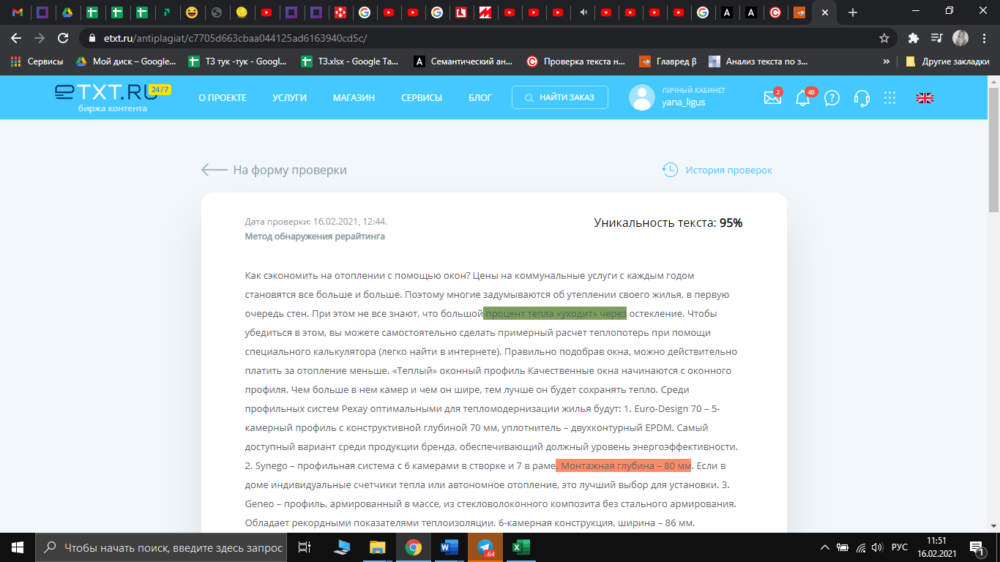 etxt.ru/antiplagiat/c7705d663cbaa044125ad6163940cd5c/
Сервисы
Мой диск – Google...
ТЗ тук -тук - Googl...
ТЗ.xlsx - Google Та...
Семантический ан...
Проверка текста н...
Главред β
Анализ текста по з...
»
Другие закладки
eTXT.RU 24/7
биржа контента
О ПРОЕКТЕ
УСЛУГИ
МАГАЗИН
СЕРВИСЫ
БЛОГ
НАЙТИ ЗАКАЗ
ЛИЧНЫЙ КАБИНЕТ
yana_ligus
2
40
На форму проверки
История проверок
Дата проверки: 16.02.2021, 12:44.
Метод обнаружения рерайтинга
Уникальность текста: 95%
Как сэкономить на отоплении с помощью окон? Цены на коммунальные услуги с каждым годом
становятся все больше и больше. Поэтому многие задумываются об утеплении своего жилья, в первую
очередь стен. При этом не все знают, что большой процент тепла «уходит» через остекление. Чтобы
убедиться в этом, вы можете самостоятельно сделать примерный расчет теплопотерь при помощи
специального калькулятора (легко найти в интернете). Правильно подобрав окна, можно действительно
платить за отопление меньше. «Теплый» оконный профиль Качественные окна начинаются с оконного
профиля. Чем больше в нем камер и чем он шире, тем лучше он будет сохранять тепло. Среди
профильных систем Рехау оптимальными для тепломодернизации жилья будут: 1. Euro-Design 70 – 5-
камерный профиль с конструктивной глубиной 70 мм, уплотнитель – двухконтурный EPDM. Самый
доступный вариант среди продукции бренда, обеспечивающий должный уровень энергоэффективности.
2. Synego – профильная система с 6 камерами в створке и 7 в раме. Монтажная глубина – 80 мм. Если в
доме индивидуальные счетчики тепла или автономное отопление, это лучший выбор для установки. 3.
Geneo – профиль, армированный в массе, из стекловолоконного композита без стального армирования.
Обладает рекордными показателями теплоизоляции. 6-камерная конструкция, ширина – 86 мм.
Чтобы начать поиск, введите здесь запрос
.64
РУС
11:51
16.02.2021
1